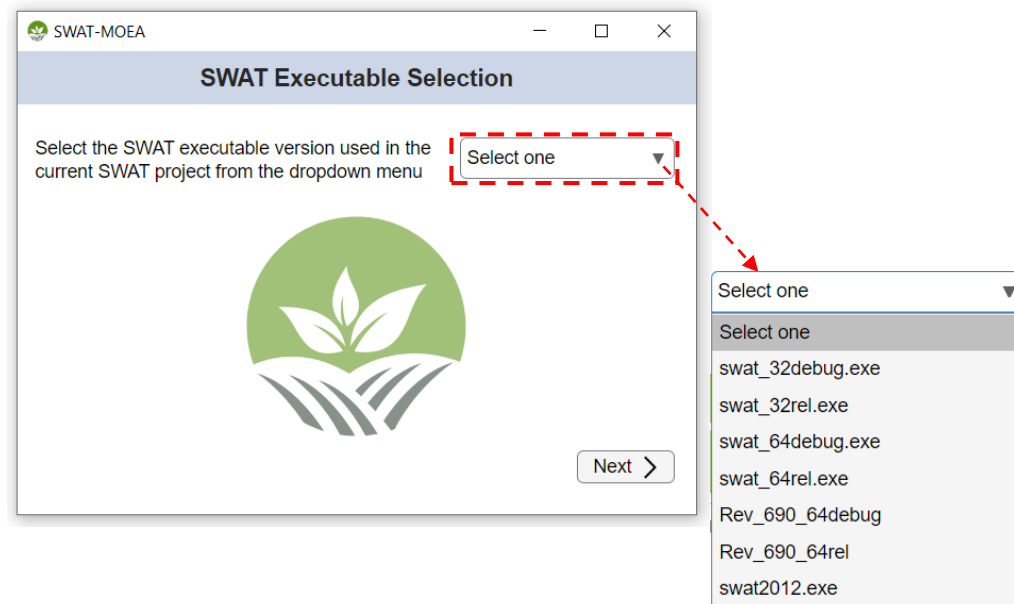 SWAT-MOEA
SWAT Executable Selection
Select the SWAT executable version used in the
current SWAT project from the dropdown menu
Select one
Next
Select one
Select one
swat_32debug.exe
swat_32rel.exe
swat_64debug.exe
swat_64rel.exe
Rev_690_64debug
Rev_690_64rel
swat2012.exe